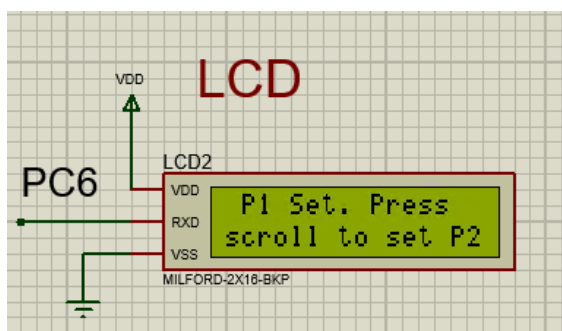 LCD
VDD
LCD2
PC6
VDD
P1 Set. Press
RXD
scroll to set P2
VSS
MILFORD-2X16-BKP